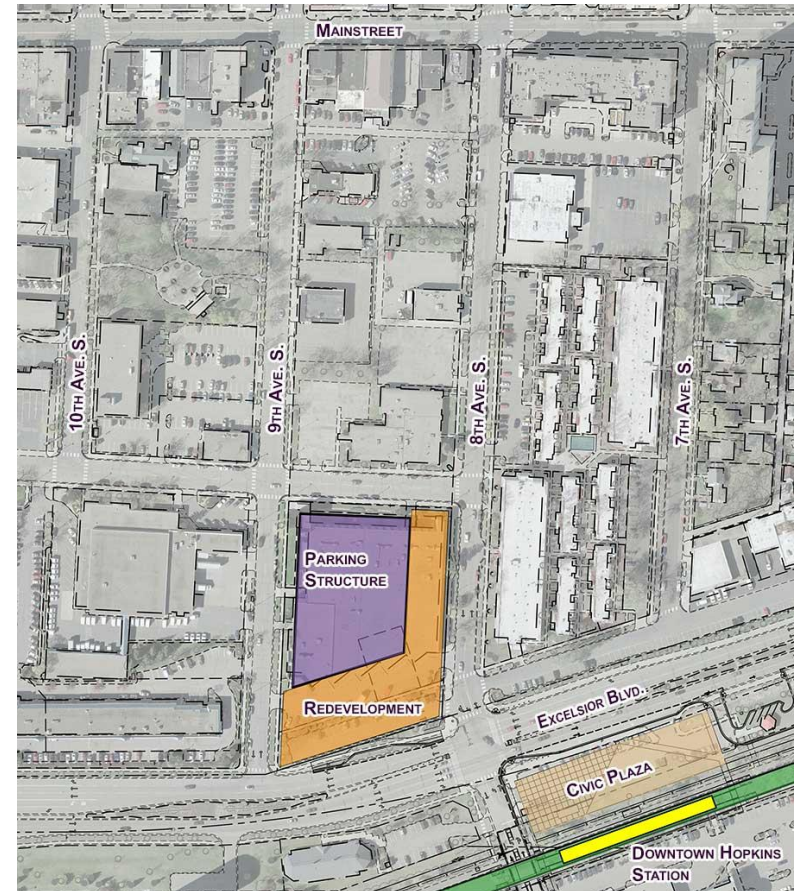 MAINSTREET
10TH AVE. S.
9TH AVE. S.
8TH AVE. S.
7TH AVE. S.
PARKING
STRUCTURE
REDEVELOPMENT
EXCELSIOR BLVD.
CIVIC PLAZA
DOWNTOWN HOPKINS
STATION